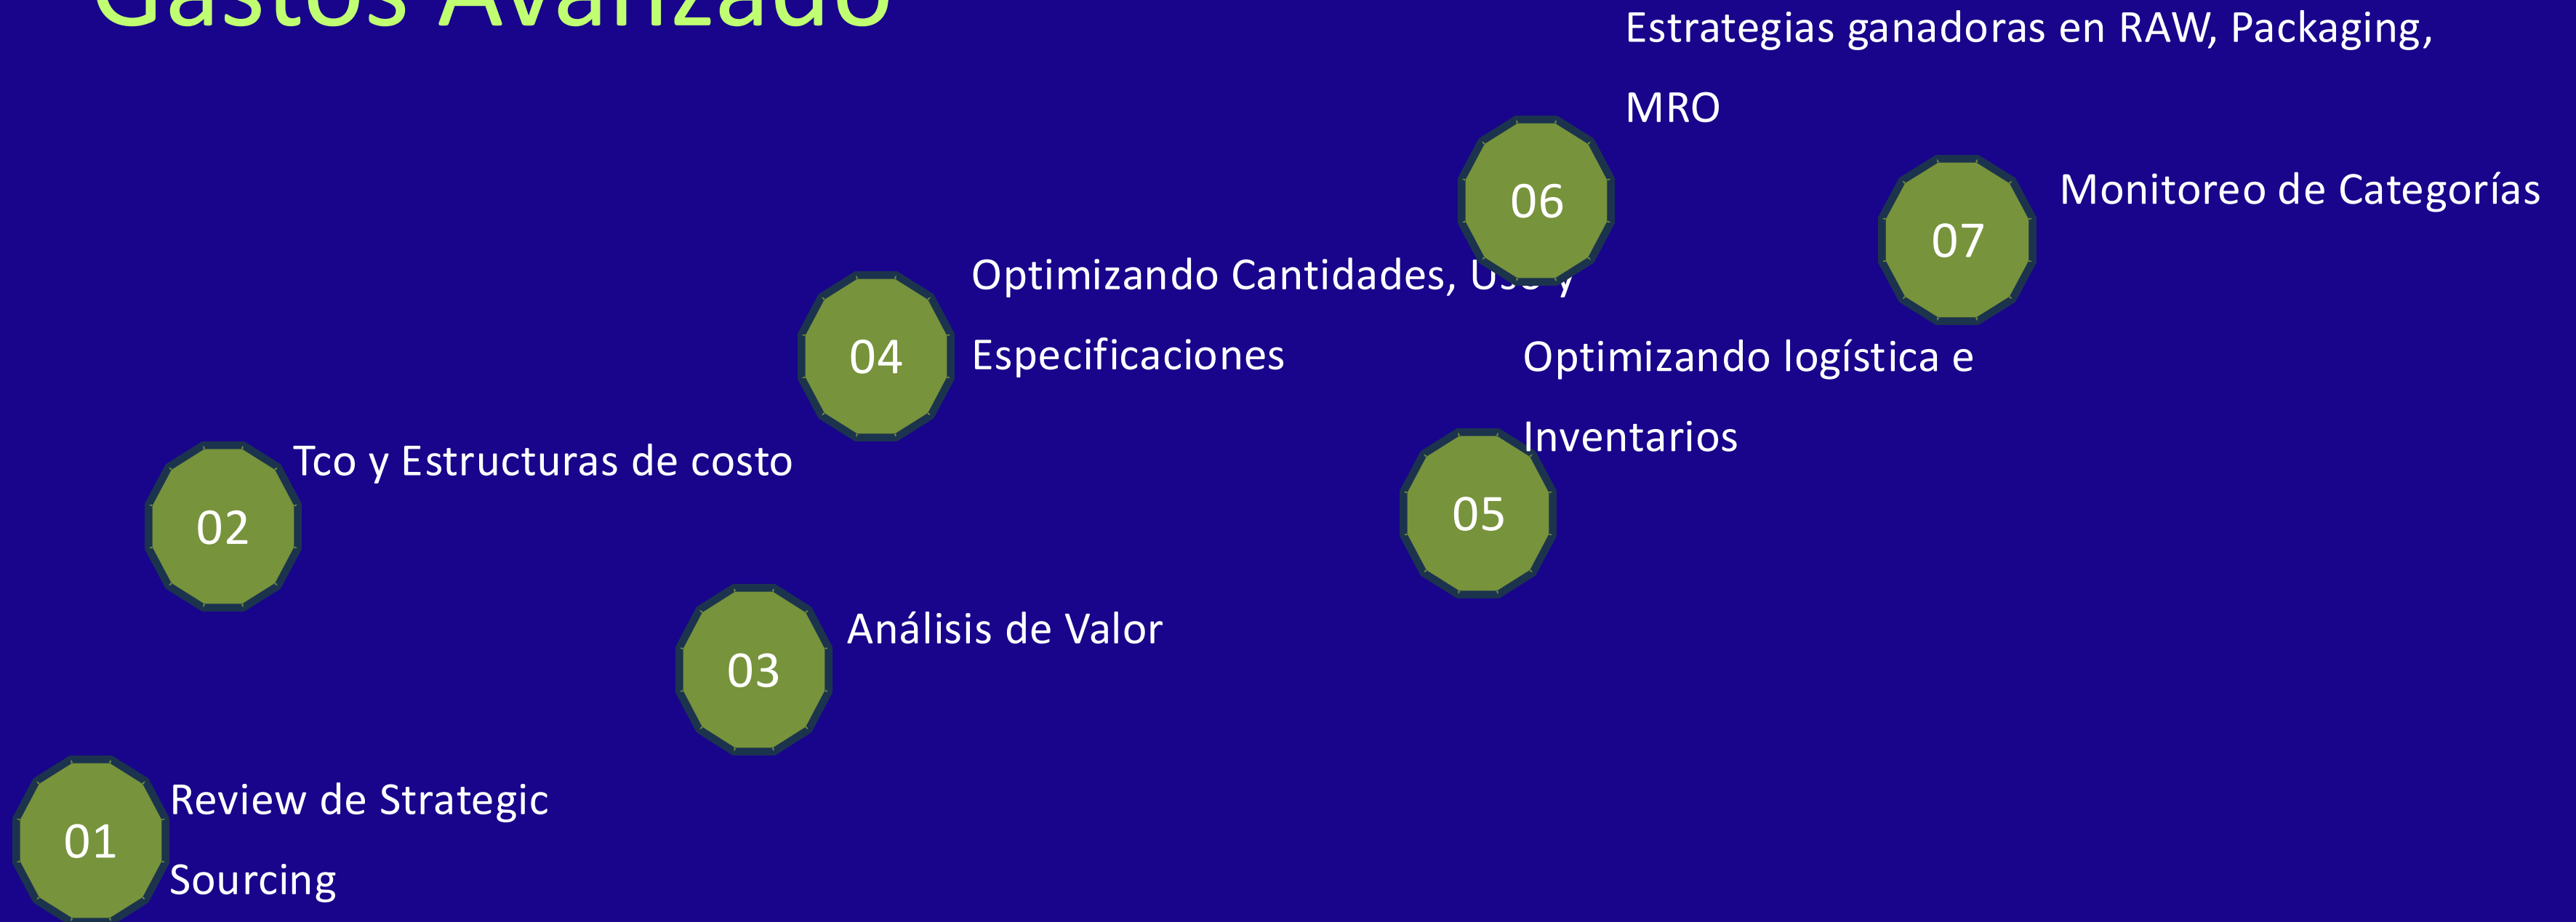 Gastos Avanzado
01
Review de Strategic
Sourcing
02
Tco y Estructuras de costo
03
Análisis de Valor
04
Optimizando Cantidades, Uso y
Especificaciones
05
Optimizando logística e
Inventarios
06
Estrategias ganadoras en RAW, Packaging,
MRO
07
Monitoreo de Categorías